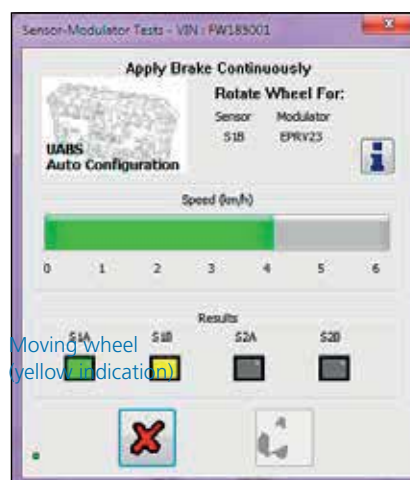 Sensor-Modulator Tests - VIN : FW185001
Apply Brake Continuously
Rotate Wheel For:
Sensor Modulator
S1B EPRV23
UABS
Auto Configuration
Speed (km/h)
0 1 2 3 4 5 6
Results
S1A S1B S2A S2B
Moving wheel
(yellow indication)